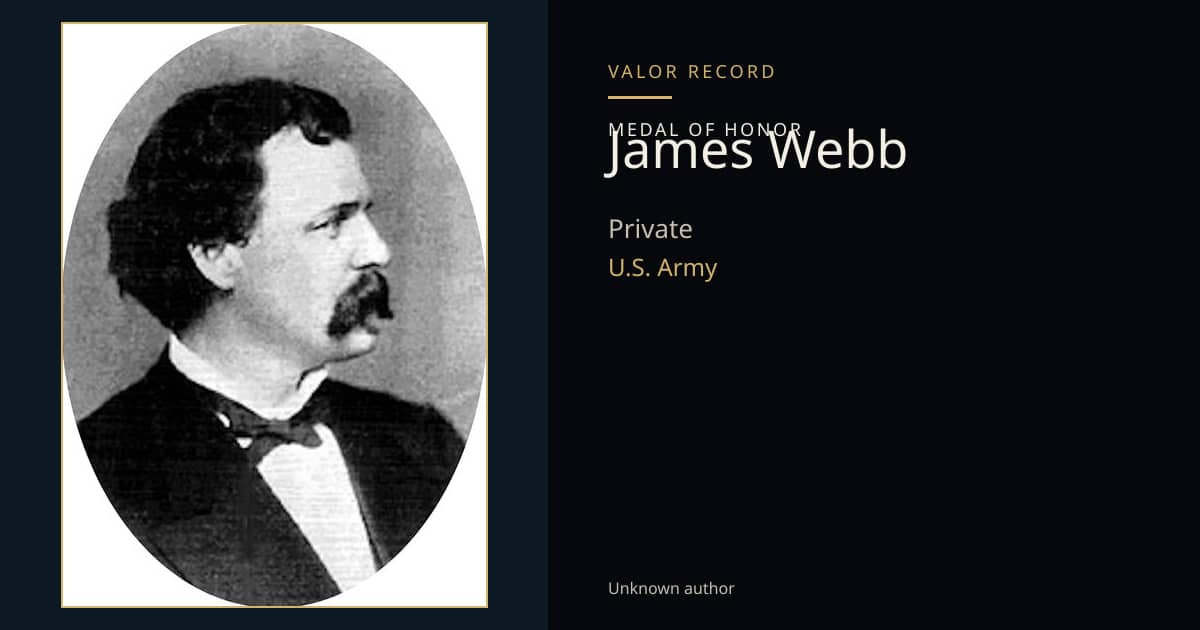 VALOR RECORD
MEDAL OF HONOR
James Webb
Private
U.S. Army
Unknown author